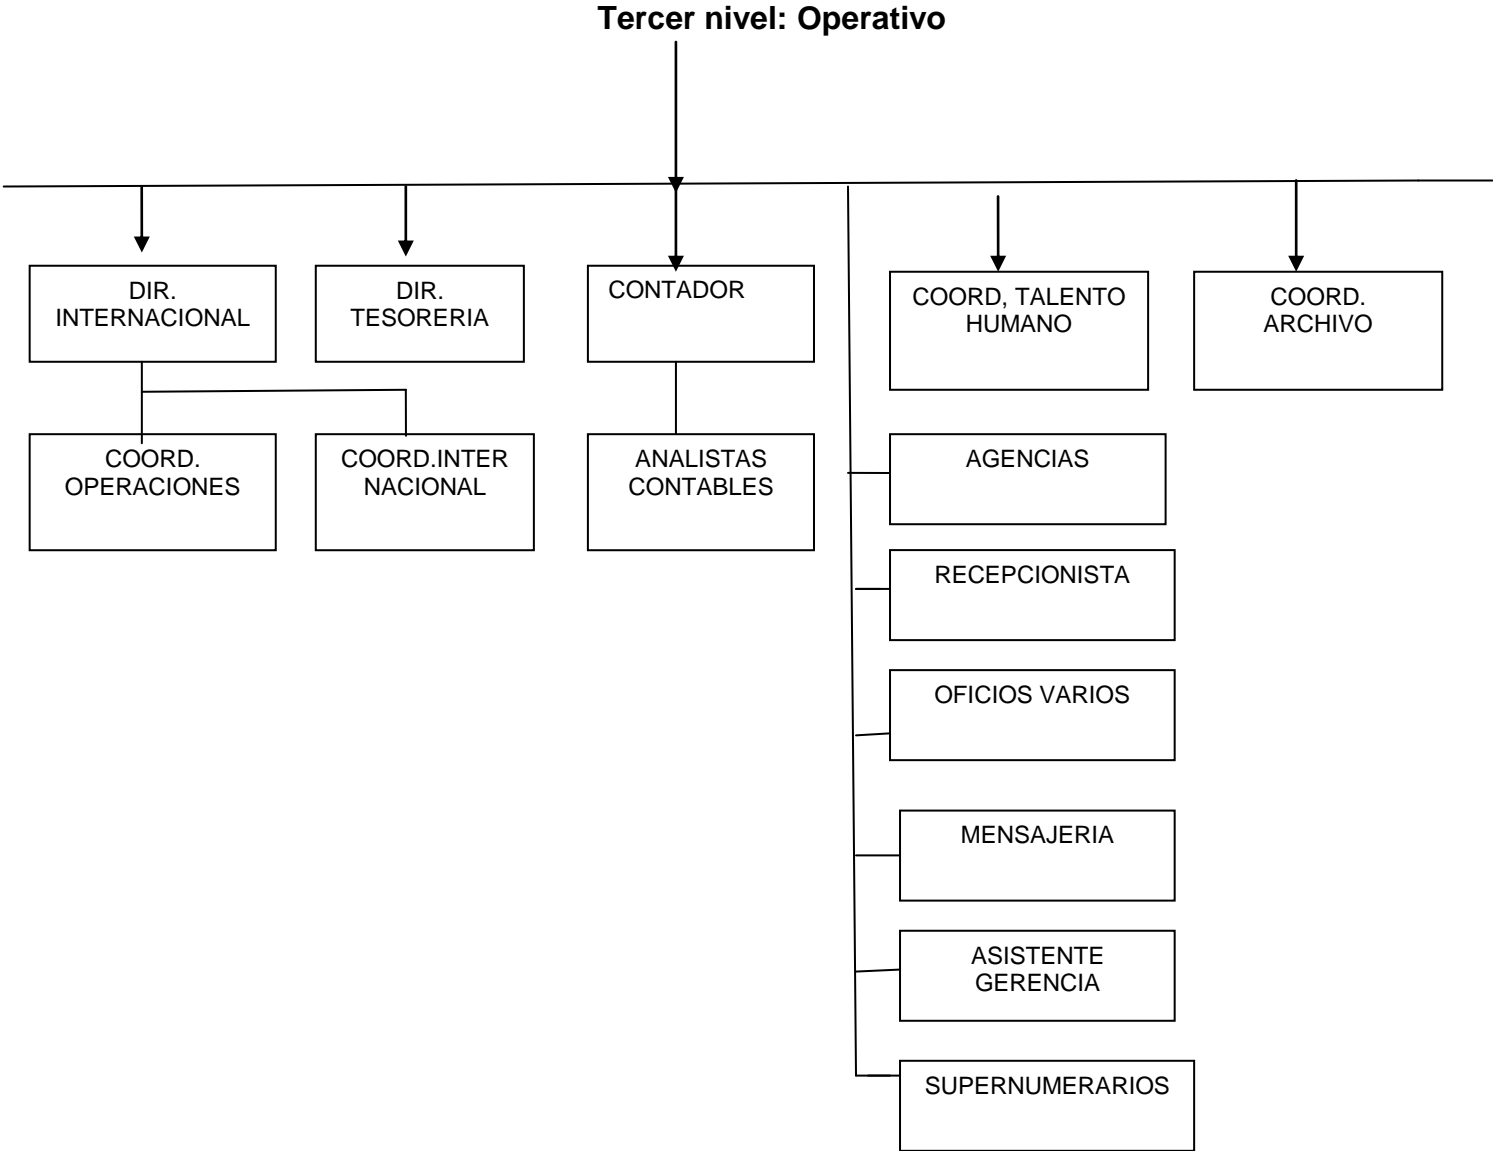 Tercer nivel: Operativo
DIR.
INTERNACIONAL
DIR.
TESORERIA
CONTADOR
COORD, TALENTO
HUMANO
COORD.
ARCHIVO
COORD.
OPERACIONES
COORD.INTER
NACIONAL
ANALISTAS
CONTABLES
AGENCIAS
RECEPCIONISTA
OFICIOS VARIOS
MENSAJERIA
ASISTENTE
GERENCIA
SUPERNUMERARIOS